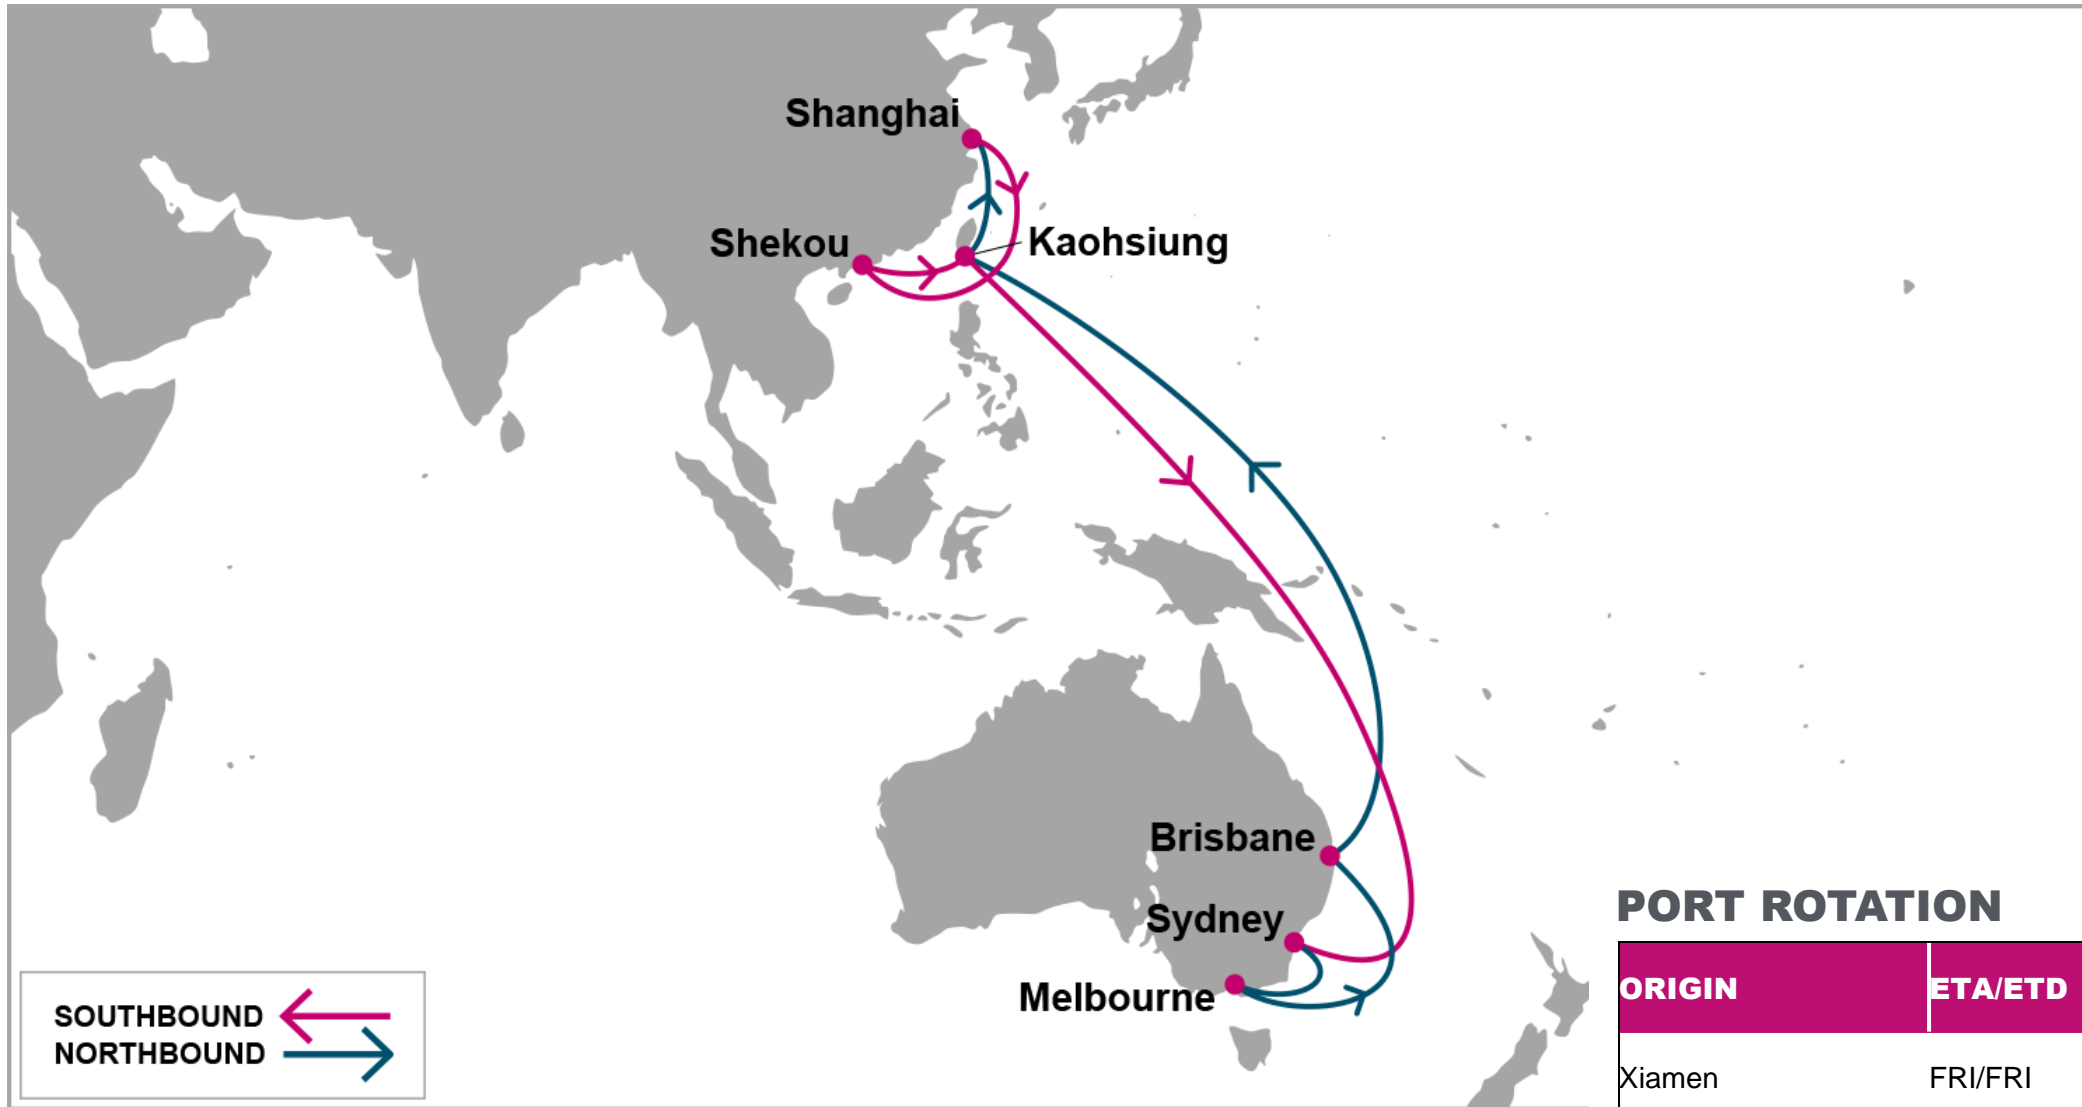 Shanghai
Shekou
Kaohsiung
Brisbane
Sydney
Melbourne
SOUTHBOUND
NORTHBOUND
PORT ROTATION
ORIGIN ETA/ETD
Xiamen FRI/FRI